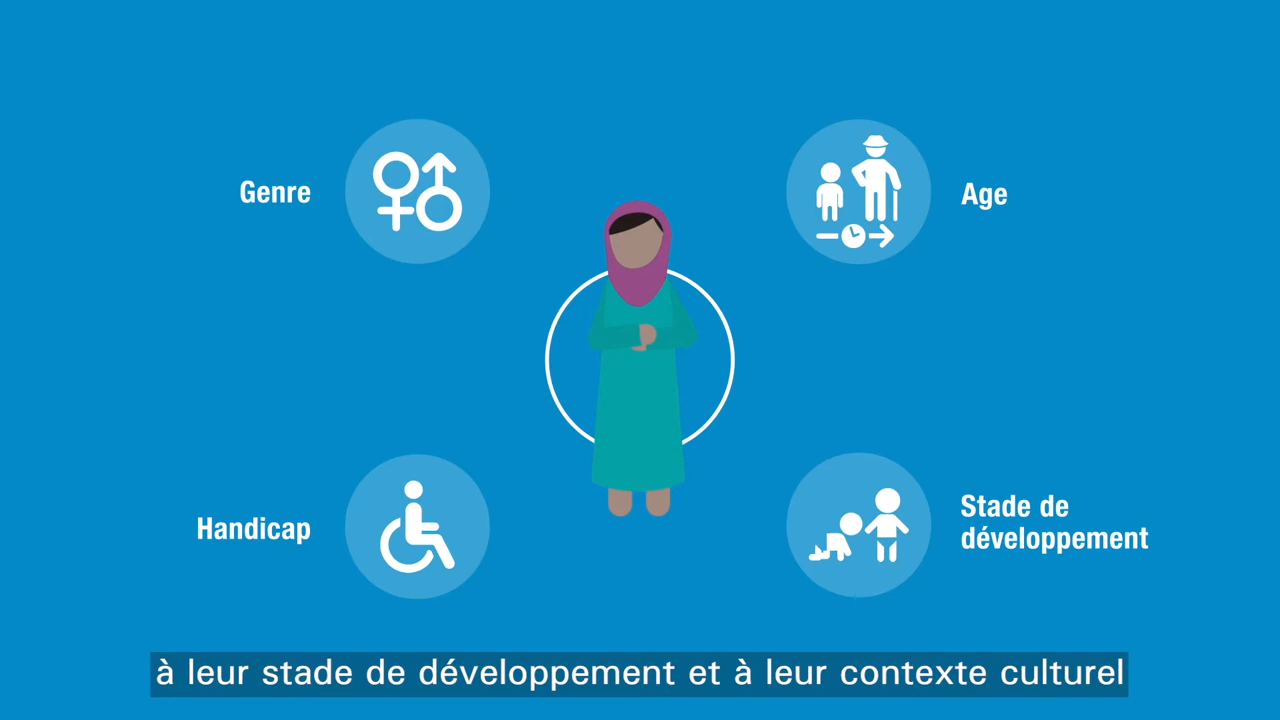 Genre
Age
Handicap
Stade de
développement
à leur stade de développement et à leur contexte culturel